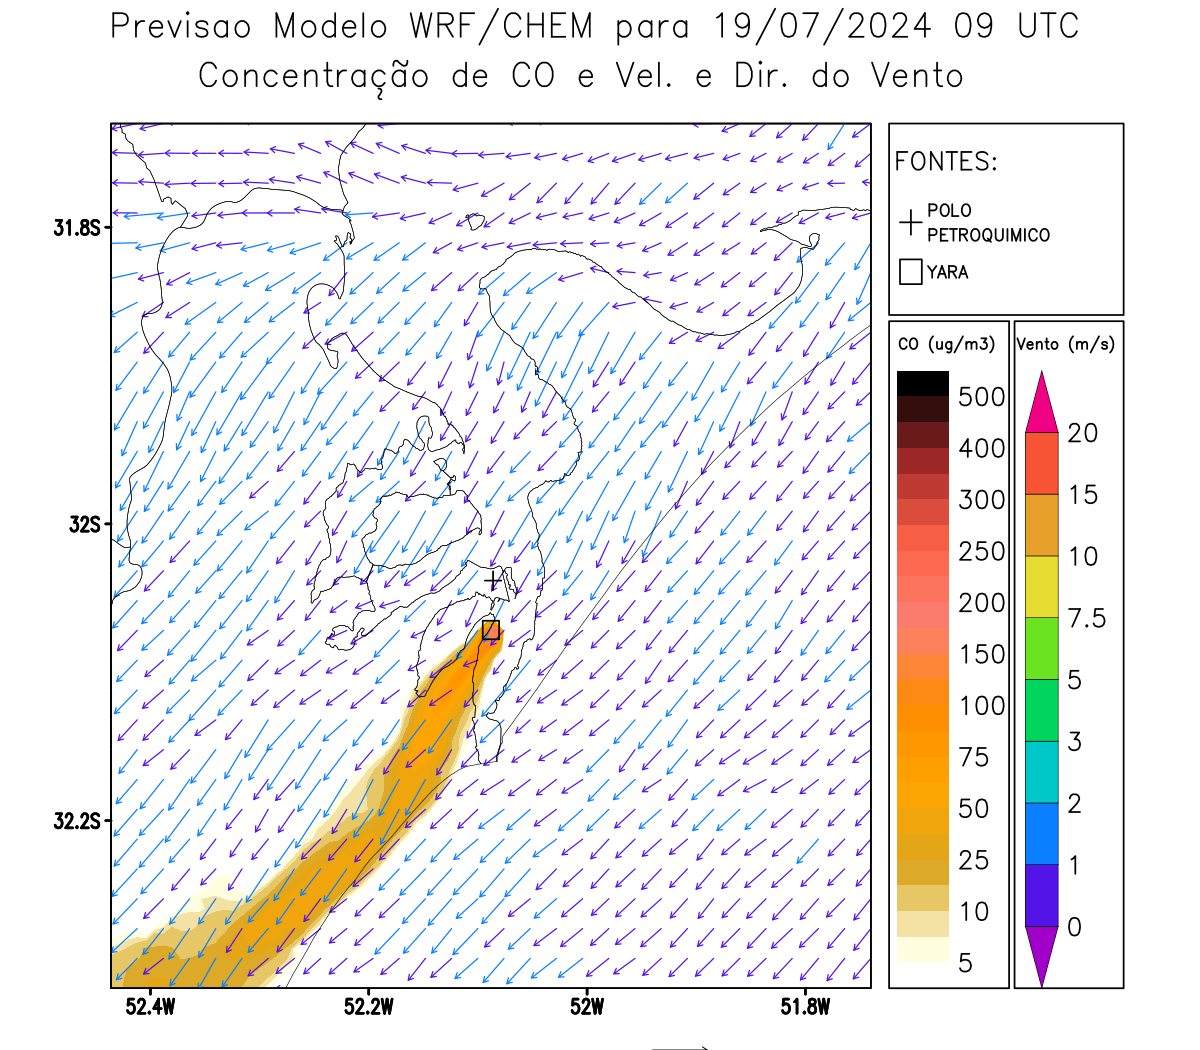 Previsao Modelo WRF/CHEM para 19/07/2024 09 UTC
Concentração de CO e Vel. e Dir. do Vento
FONTES:
POLO
PETROQUIMICO
YARA
CO (ug/m3)
500
400
300
250
200
150
100
75
50
25
10
5
Vento (m/s)
20
15
10
7.5
5
3
2
1
0
31.8S
32S
32.2S
52.4W 52.2W 52W 51.8W